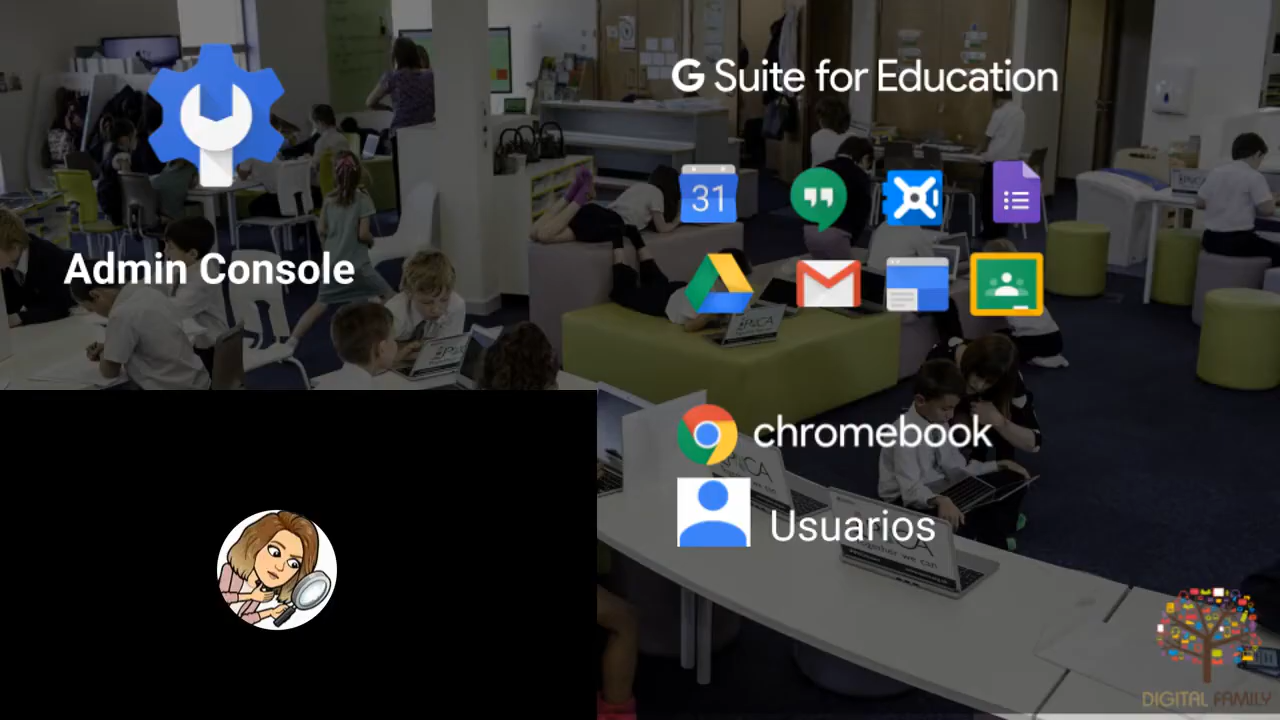 Admin Console
G Suite for Education
31
chromebook
Usuarios
DIGITAL FAMILY